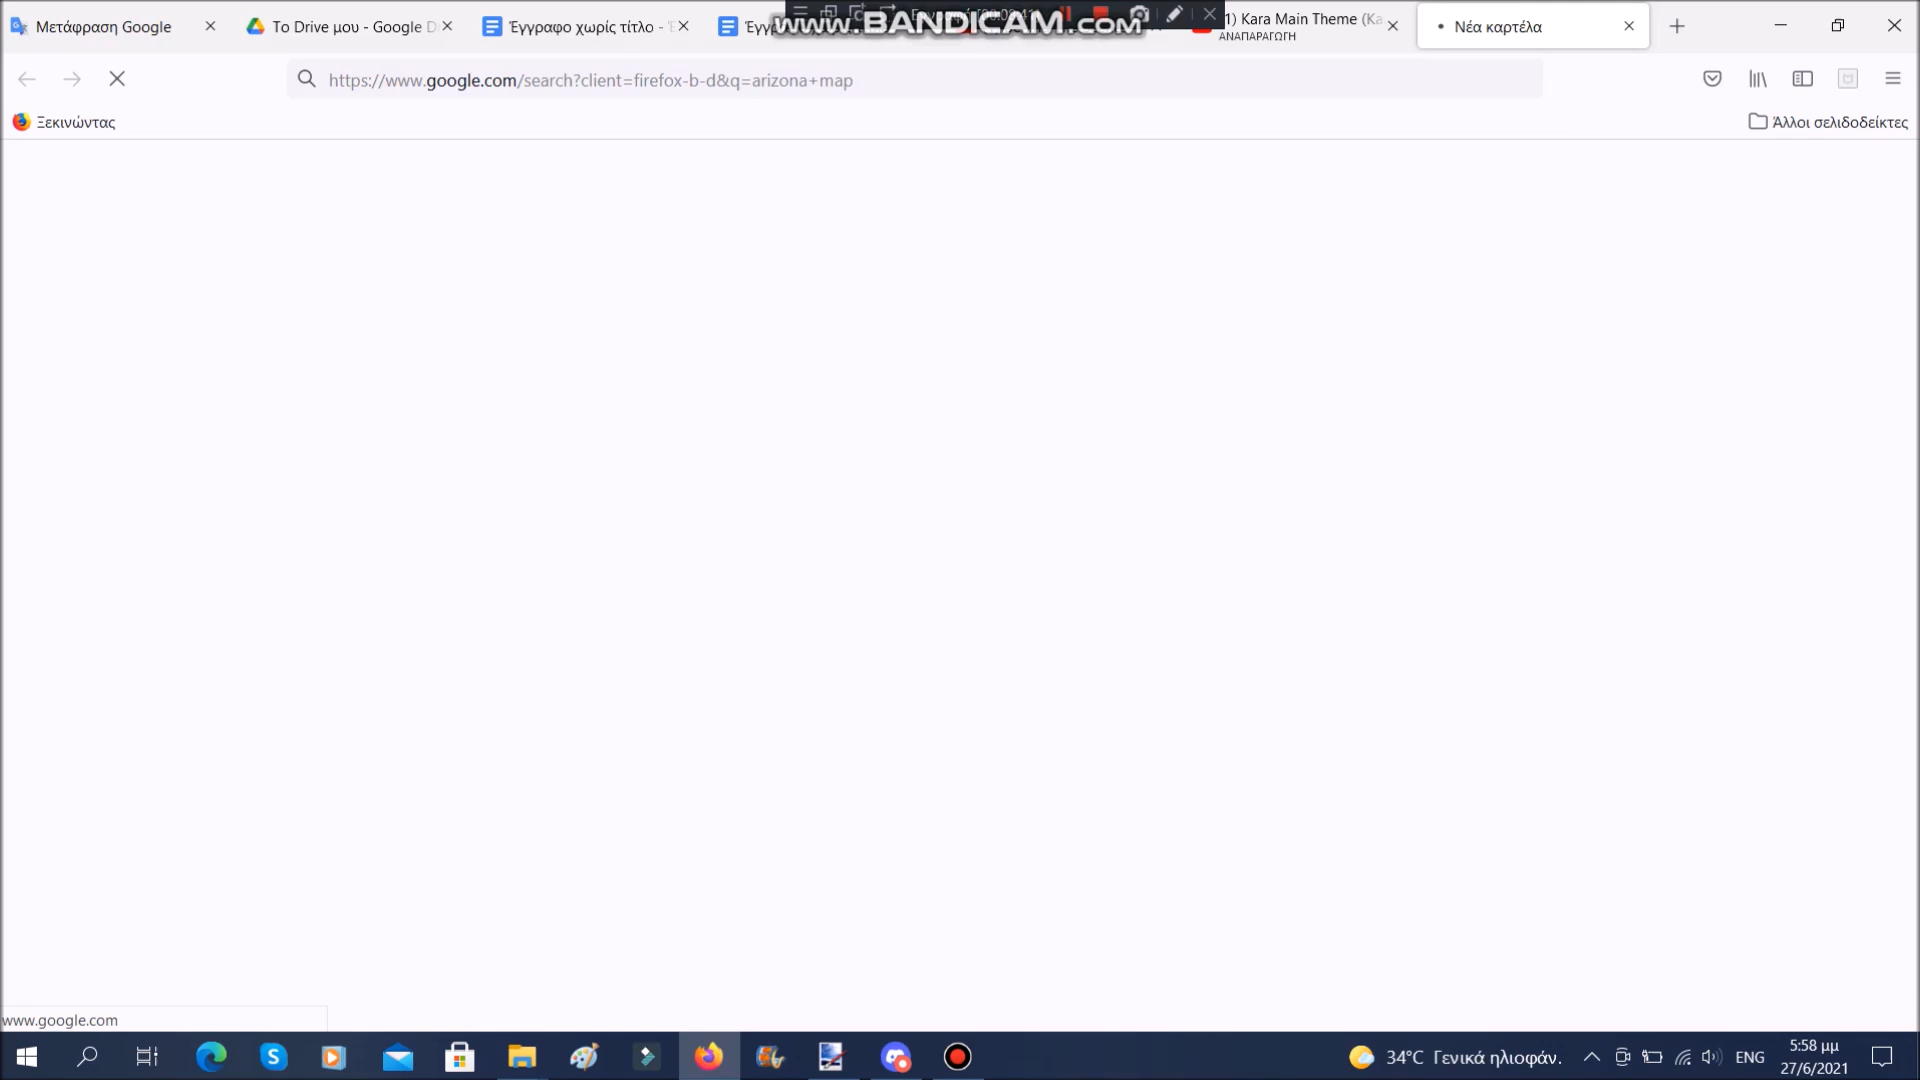 Μετάφραση Google
Το Drive μου - Google D
Έγγραφο χωρίς τίτλο - Έ
www.BANDICAM.com
1) Kara Main Theme (Ka
ΑΝΑΠΑΡΑΓΩΓΗ
Νέα καρτέλα
https://www.google.com/search?client=firefox-b-d&q=arizona+map
Ξεκινώντας
Άλλοι σελιδοδείκτες
www.google.com
34°C Γενικά ηλιοφάν.
ENG
5:58 μμ
27/6/2021